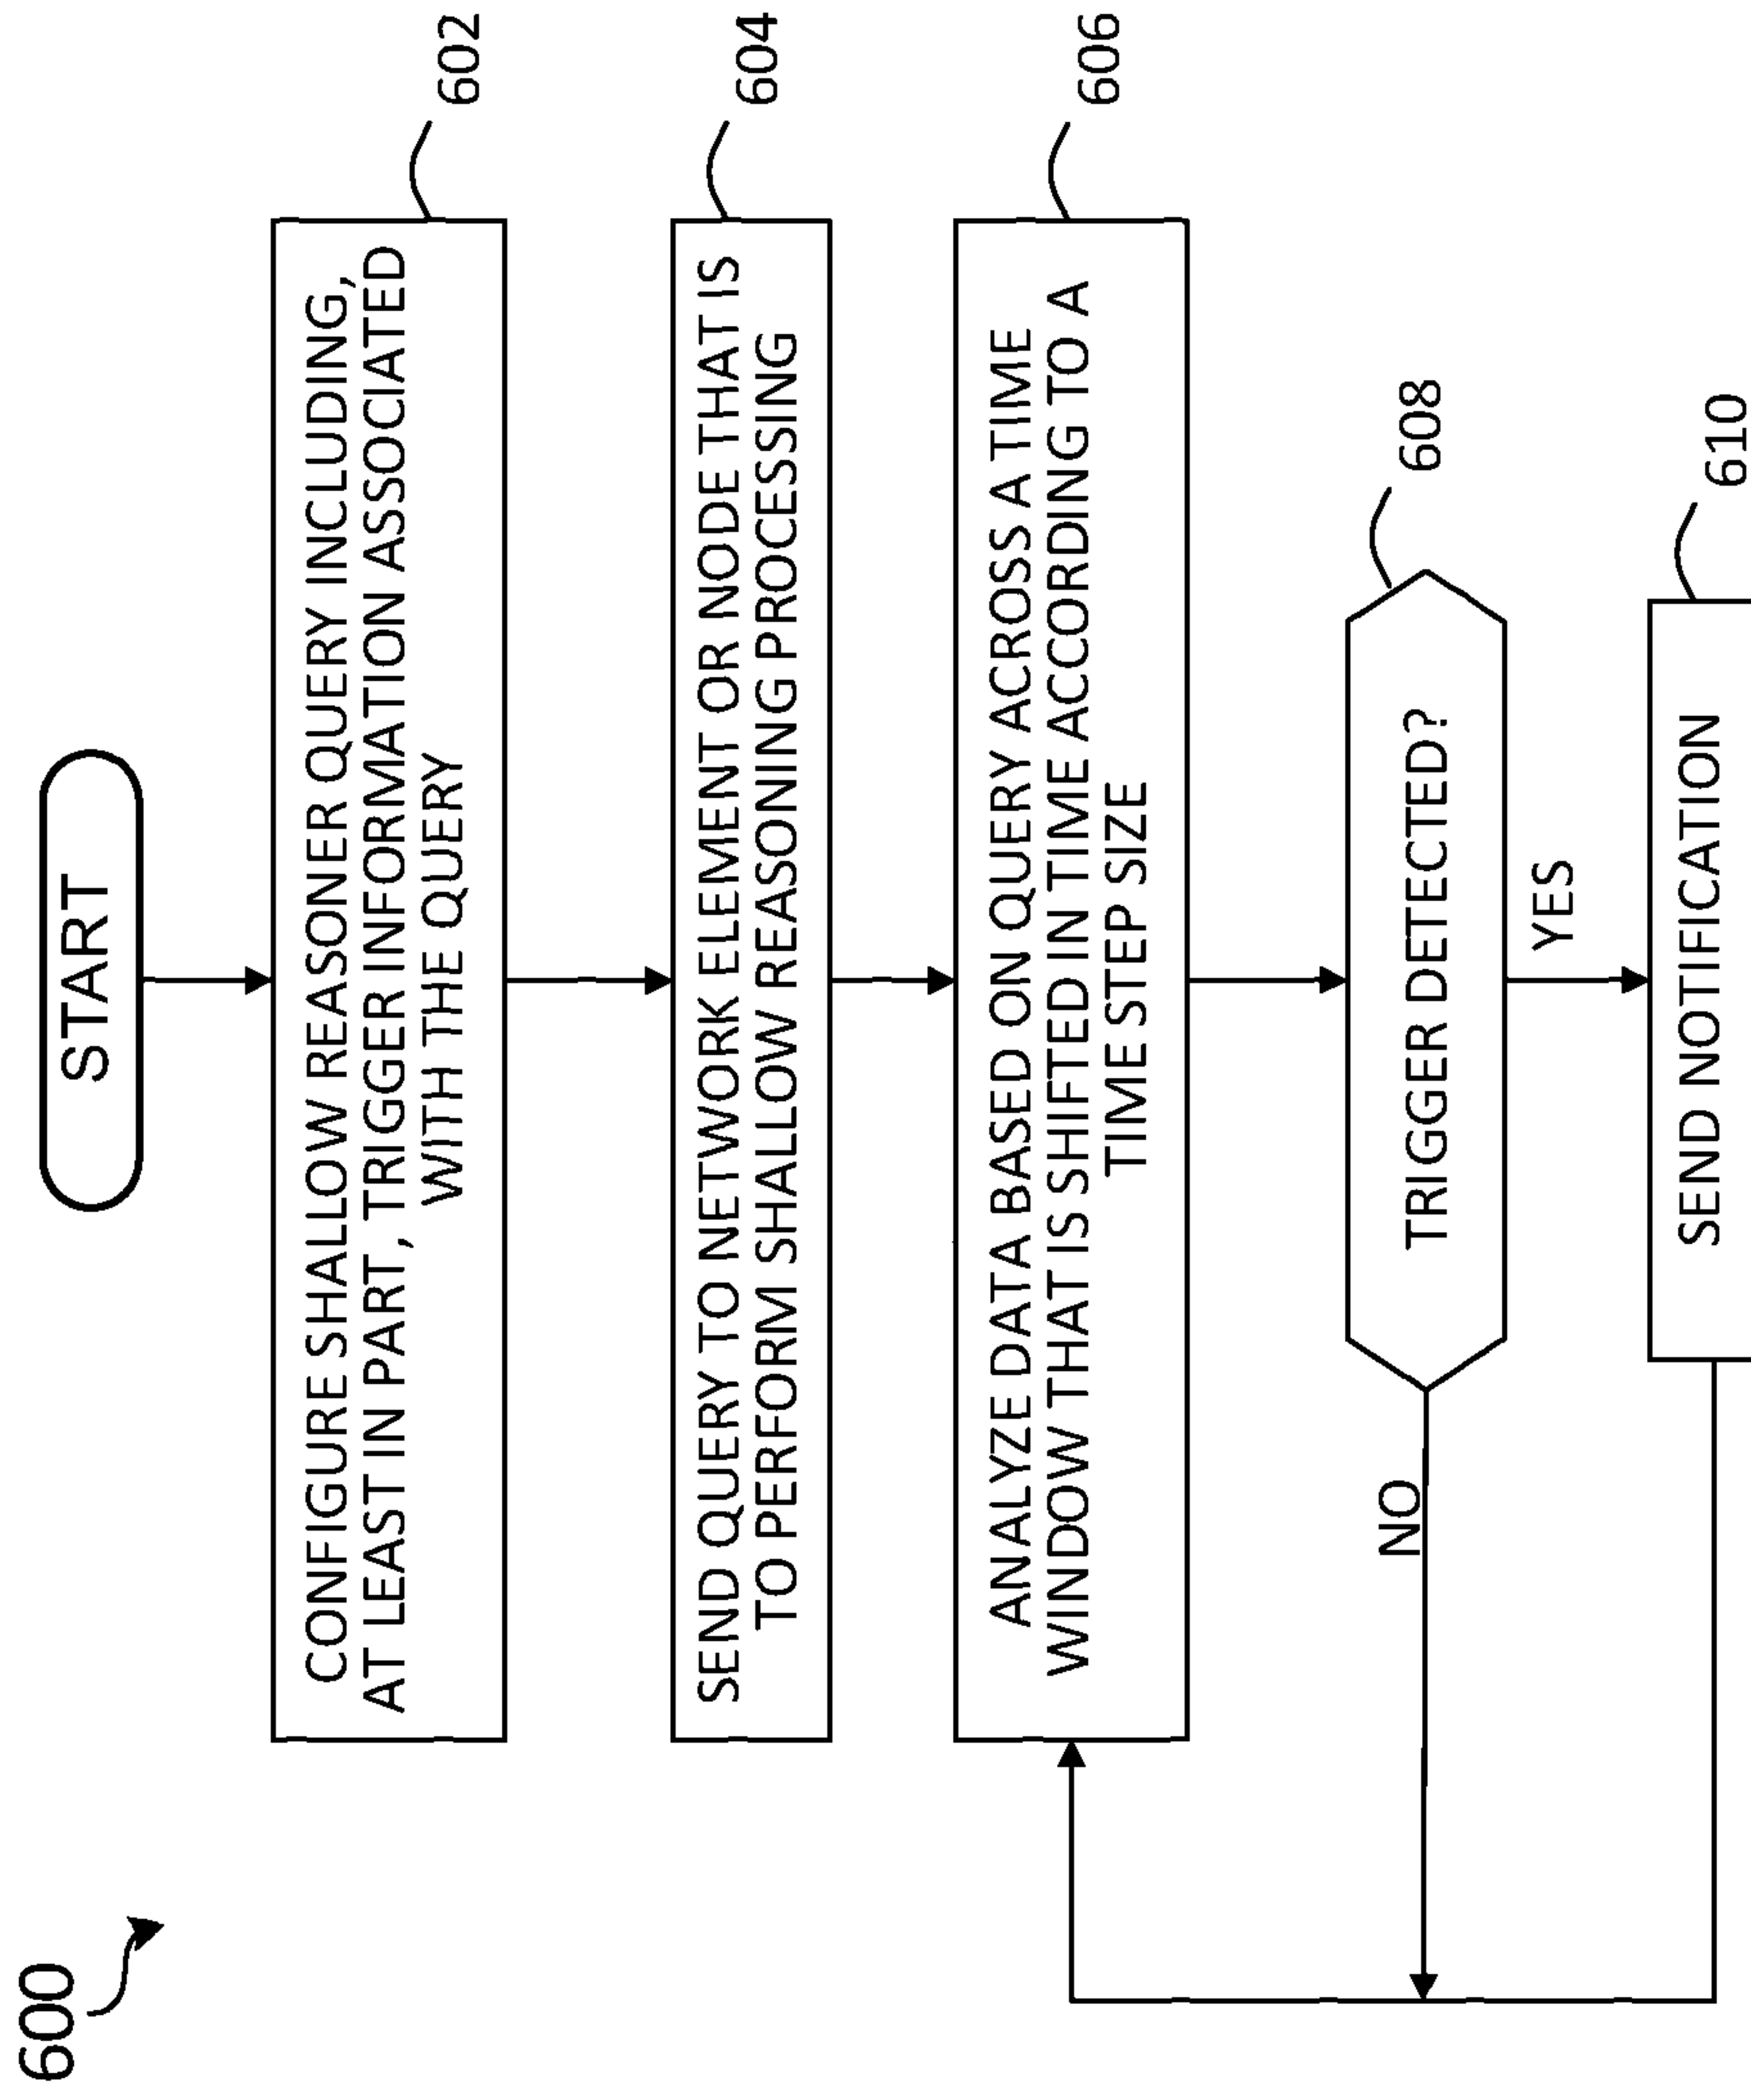 600
START
CONFIGURE SHALLOW REASONER QUERY INCLUDING,
AT LEAST IN PART, TRIGGER INFORMATION ASSOCIATED
WITH THE QUERY
602
SEND QUERY TO NETWORK ELEMENT OR NODE THAT IS
TO PERFORM SHALLOW REASONING PROCESSING
604
ANALYZE DATA BASED ON QUERY ACROSS A TIME
WINDOW THAT IS SHIFTED IN TIME ACCORDING TO A
TIME STEP SIZE
606
TRIGGER DETECTED?
608
NO
YES
SEND NOTIFICATION
610